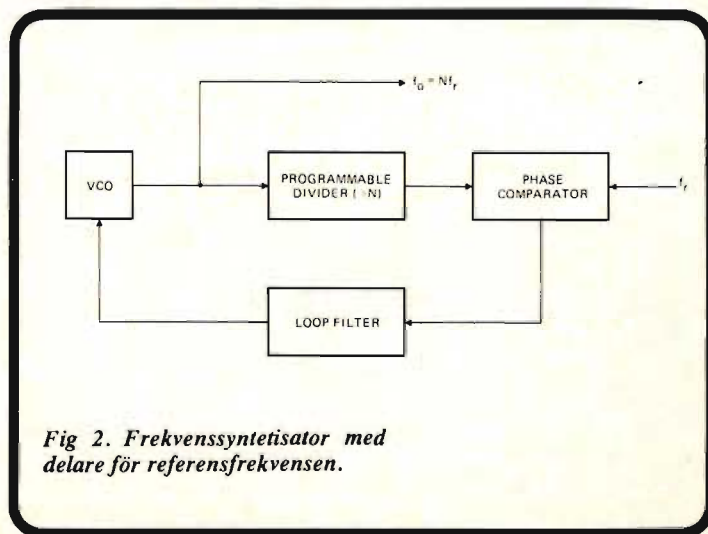 f₀ = Nfᵣ
VCO
PROGRAMMABLE
DIVIDER (÷N)
PHASE
COMPARATOR
fᵣ
LOOP FILTER
Fig 2. Frekvenssyntetisator med
delare för referensfrekvensen.